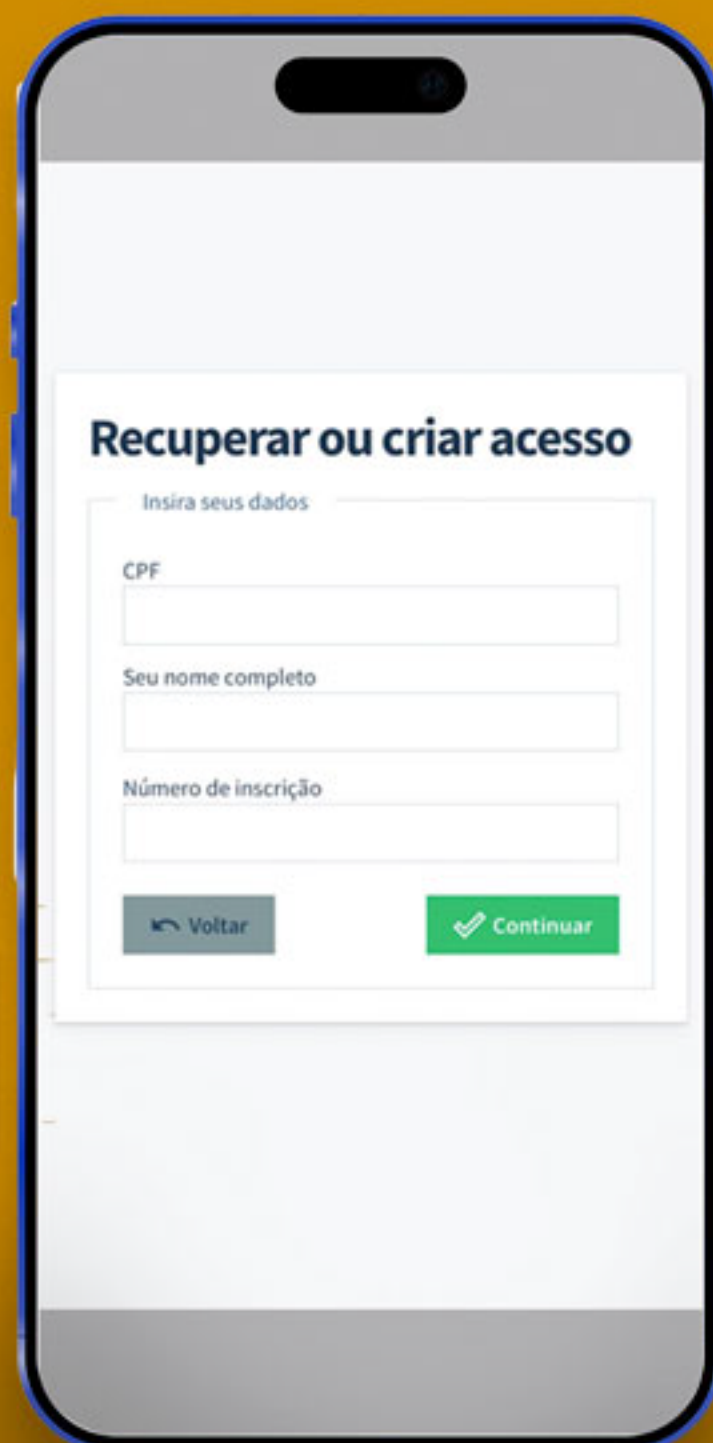 Recuperar ou criar acesso
Insira seus dados
CPF
Seu nome completo
Número de inscrição
Voltar
Continuar